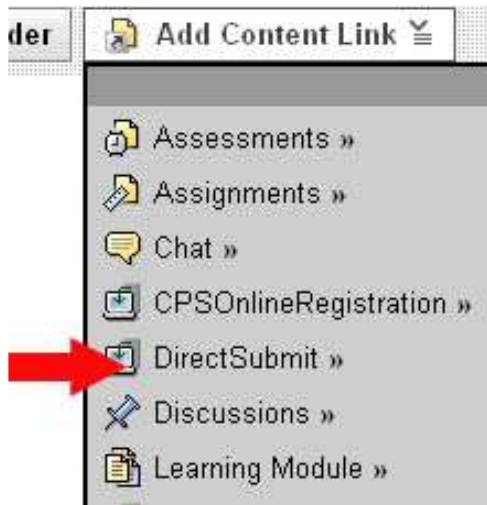 der Add Content Link
Assessments »
Assignments »
Chat »
CPSOnlineRegistration »
DirectSubmit »
Discussions »
Learning Module »